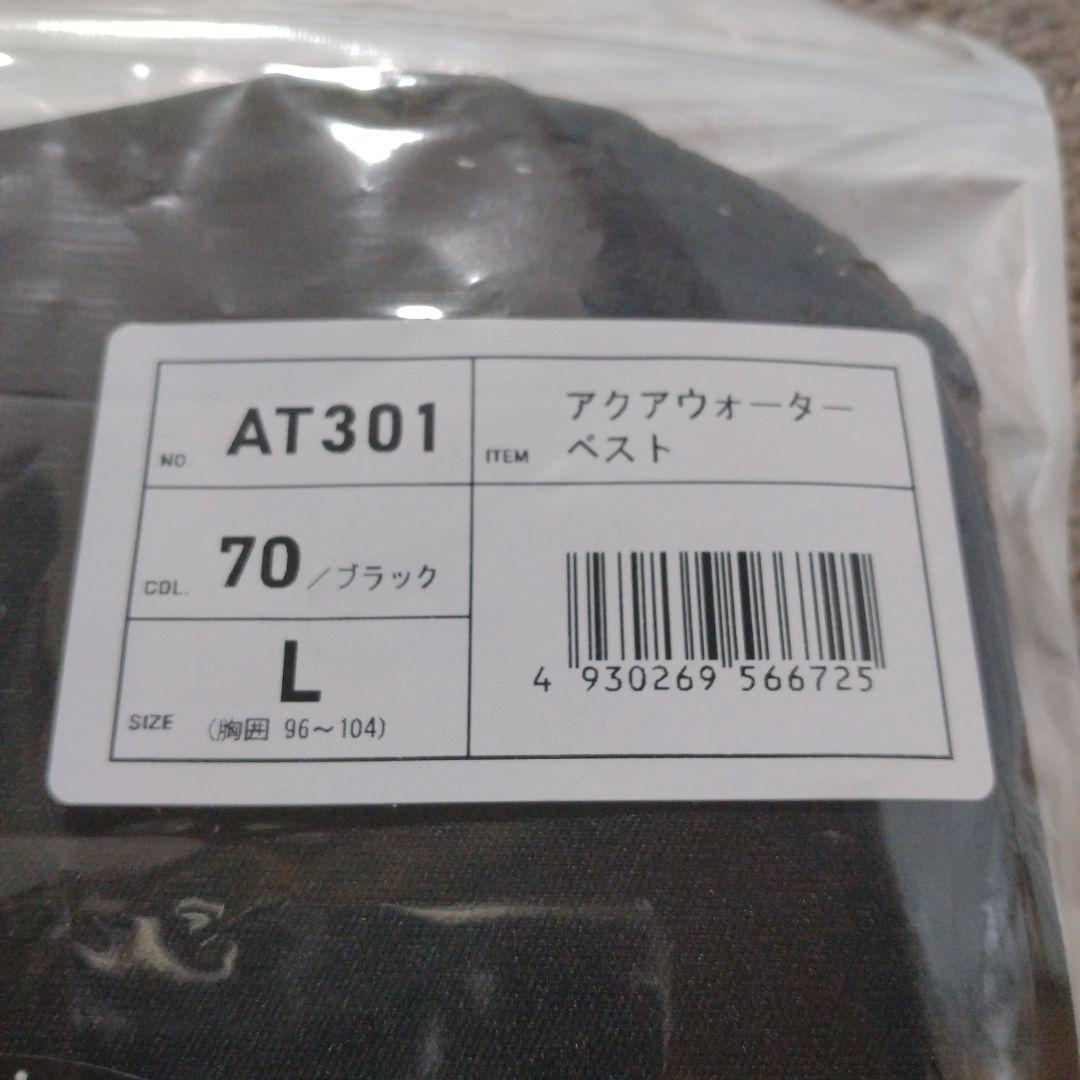 NO. AT301
ITEM アクアウォーター
ベスト
COL. 70/ブラック
SIZE L
(胸囲 96～104)
4 930269 566725